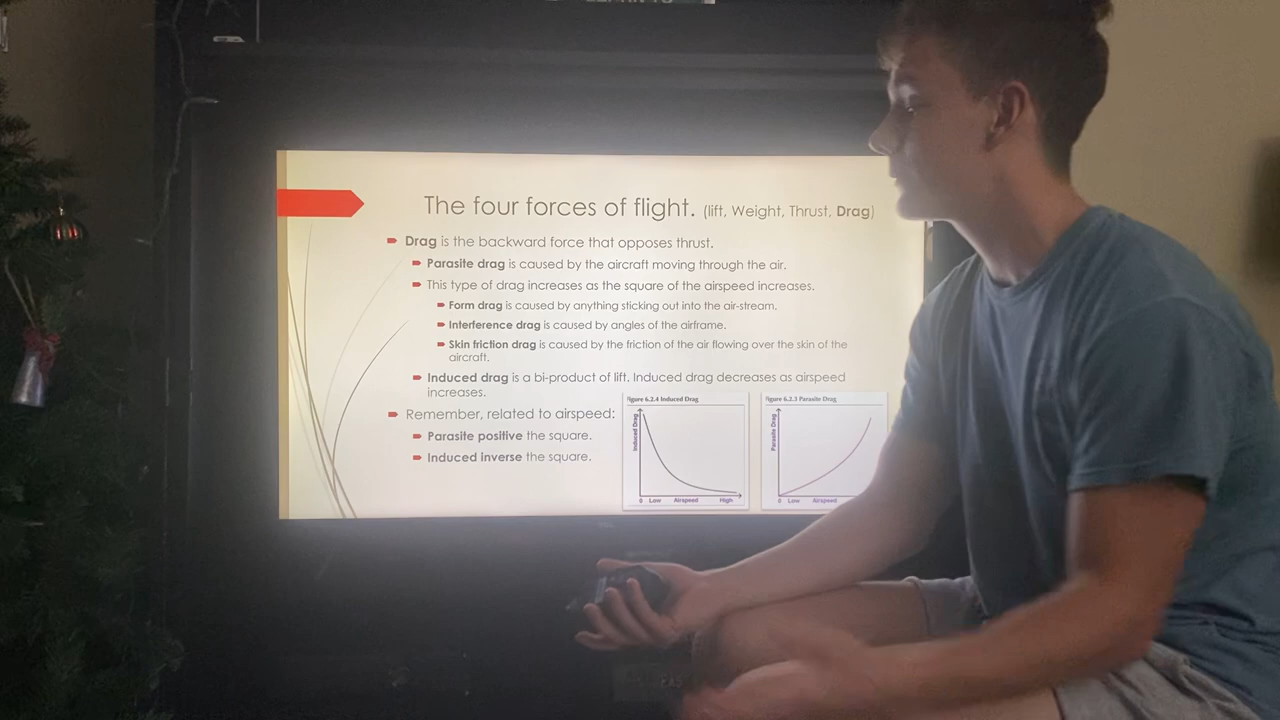 The four forces of flight. (lift, Weight, Thrust, Drag)
Drag is the backward force that opposes thrust.
Parasite drag is caused by the aircraft moving through the air.
This type of drag increases as the square of the airspeed increases.
Form drag is caused by anything sticking out into the air-stream.
Interference drag is caused by angles of the airframe.
Skin friction drag is caused by the friction of the air flowing over the skin of the
aircraft.
Induced drag is a bi-product of lift. Induced drag decreases as airspeed
increases.
Remember, related to airspeed:
Parasite positive the square.
Induced inverse the square.
Figure 6.2.4 Induced Drag
Induced Drag
0 Low Airspeed High
Figure 6.2.3 Parasite Drag
Parasite Drag
0 Low Airspeed